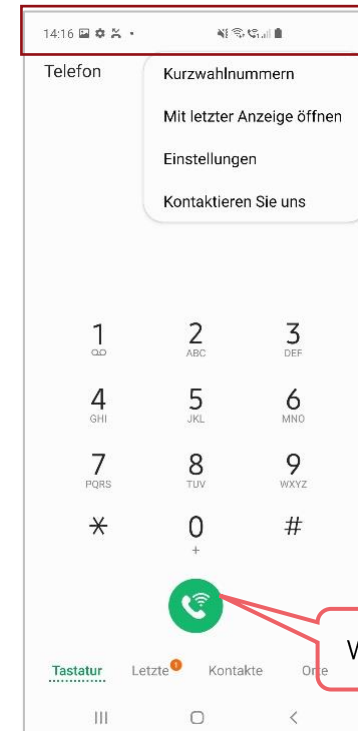 14:16
Telefon
Kurzwahlnummern
Mit letzter Anzeige öffnen
Einstellungen
Kontaktieren Sie uns
1 2 3
ABC DEF
4 5 6
GHI JKL MNO
7 8 9
PQRS TUV WXYZ
* 0 #
+
Tastatur Letzte 1 Kontakte Orte
W